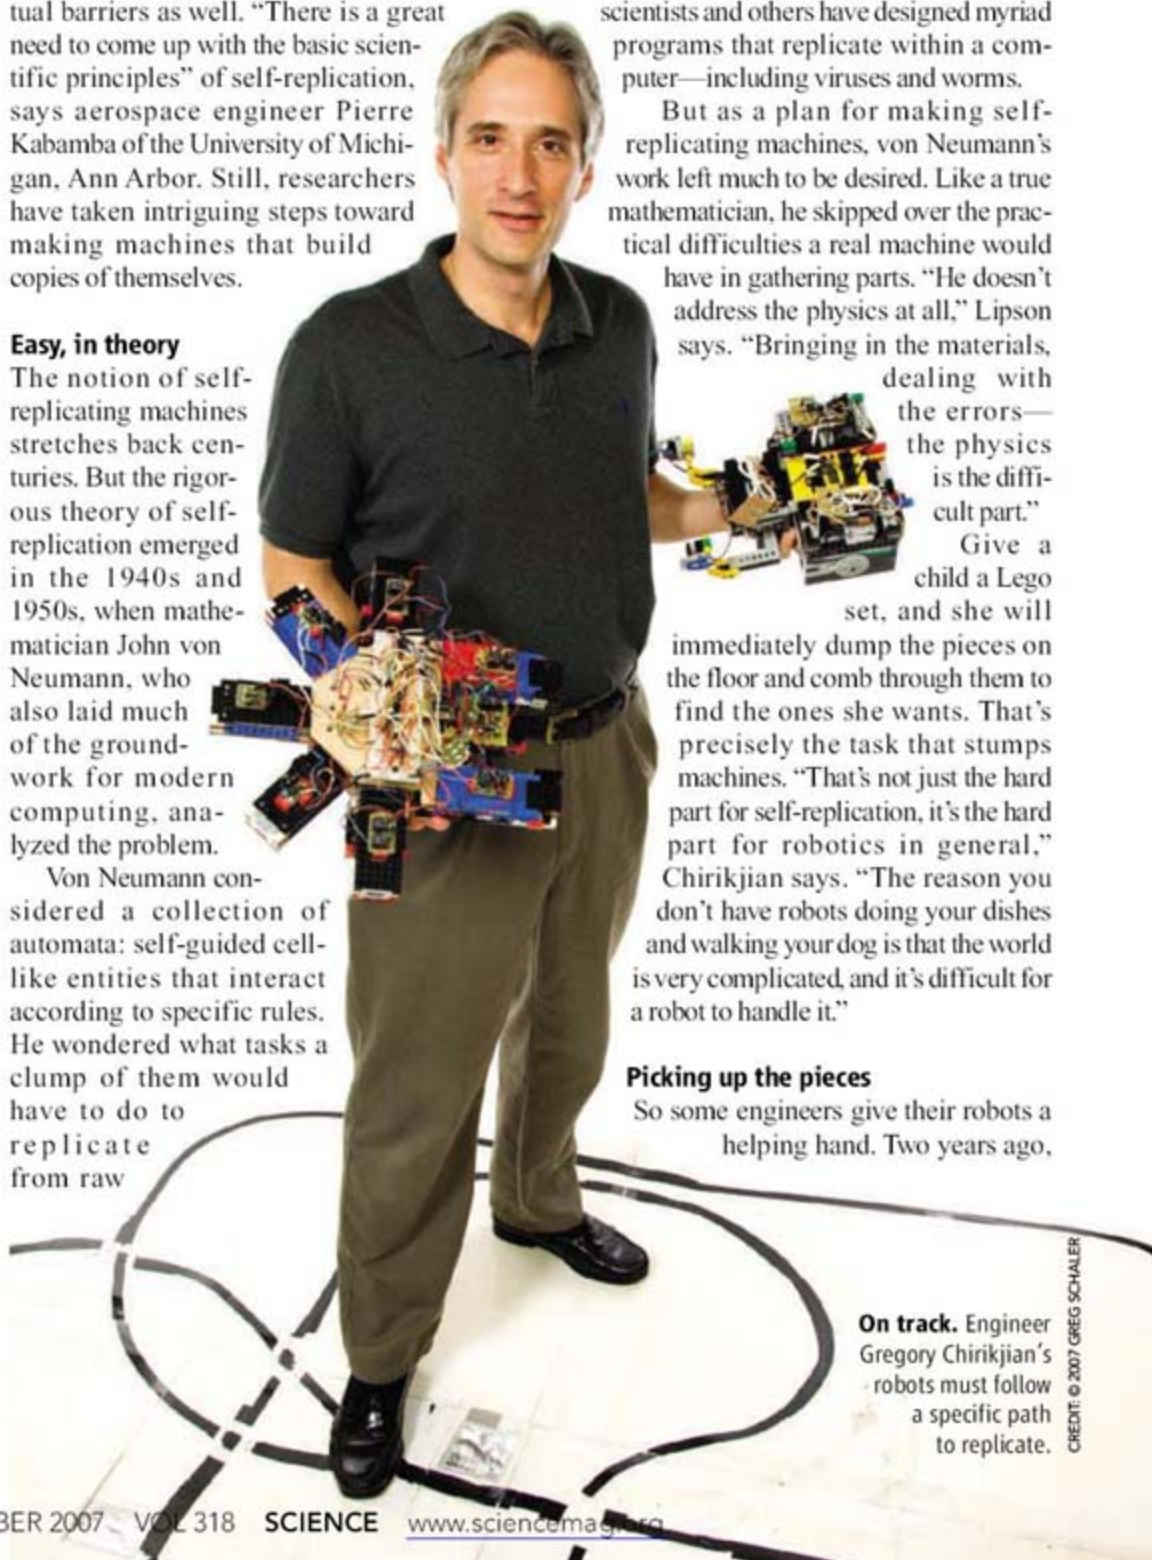 tual barriers as well. “There is a great
need to come up with the basic scien-
tific principles” of self-replication,
says aerospace engineer Pierre
Kabamba of the University of Michi-
gan, Ann Arbor. Still, researchers
have taken intriguing steps toward
making machines that build
copies of themselves.
Easy, in theory
The notion of self-
replicating machines
stretches back cen-
turies. But the rigor-
ous theory of self-
replication emerged
in the 1940s and
1950s, when mathe-
matician John von
Neumann, who
also laid much
of the ground-
work for modern
computing, ana-
lyzed the problem.
Von Neumann con-
sidered a collection of
automata: self-guided cell-
like entities that interact
according to specific rules.
He wondered what tasks a
clump of them would
have to do to
replicate
from raw
scientists and others have designed myriad
programs that replicate within a com-
puter—including viruses and worms.
But as a plan for making self-
replicating machines, von Neumann’s
work left much to be desired. Like a true
mathematician, he skipped over the prac-
tical difficulties a real machine would
have in gathering parts. “He doesn’t
address the physics at all,” Lipson
says. “Bringing in the materials,
dealing with
the errors—
the physics
is the diffi-
cult part.”
Give a
child a Lego
set, and she will
immediately dump the pieces on
the floor and comb through them to
find the ones she wants. That’s
precisely the task that stumps
machines. “That’s not just the hard
part for self-replication, it’s the hard
part for robotics in general,”
Chirikjian says. “The reason you
don’t have robots doing your dishes
and walking your dog is that the world
is very complicated, and it’s difficult for
a robot to handle it.”
Picking up the pieces
So some engineers give their robots a
helping hand. Two years ago,
On track. Engineer
Gregory Chirikjian’s
robots must follow
a specific path
to replicate.
CREDIT: © 2007 GREG SCHALER
BER 2007 VOL 318 SCIENCE www.sciencemag.org